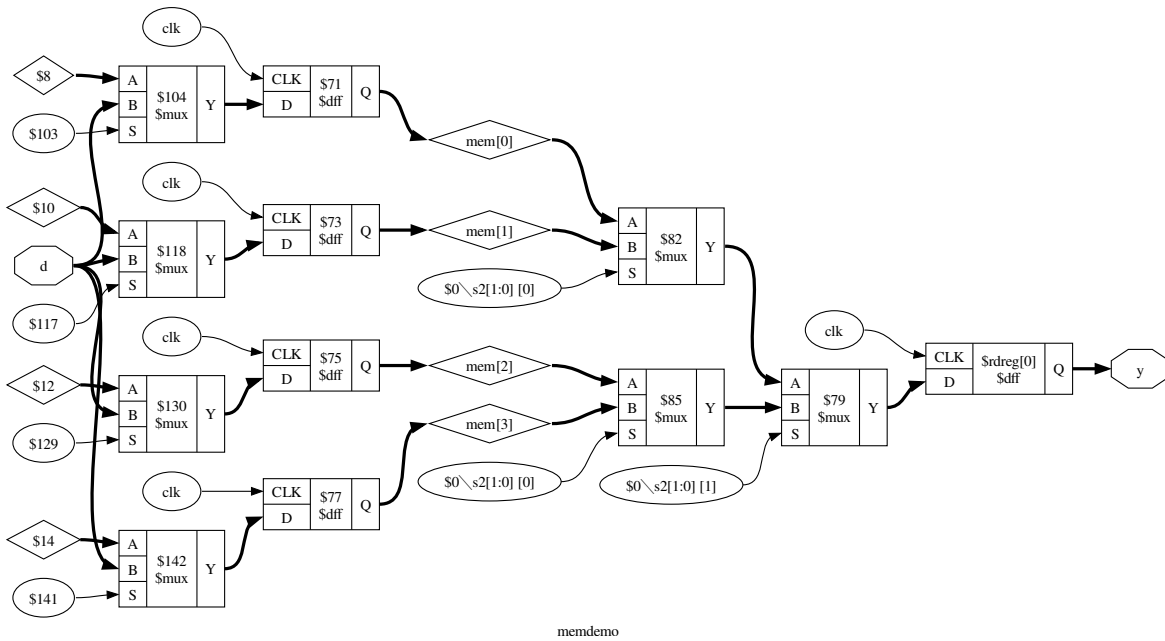 clk
$8
A
B
S
$104
$mux
Y
$103
CLK
D
$71
$dff
Q
mem[0]
clk
$10
d
$117
A
B
S
$118
$mux
Y
CLK
D
$73
$dff
Q
mem[1]
$0\s2[1:0] [0]
A
B
S
$82
$mux
Y
clk
$12
$129
A
B
S
$130
$mux
Y
CLK
D
$75
$dff
Q
mem[2]
mem[3]
$0\s2[1:0] [0]
A
B
S
$85
$mux
Y
$0\s2[1:0] [1]
A
B
S
$79
$mux
Y
clk
CLK
D
$rdreg[0]
$dff
Q
y
clk
$14
$141
A
B
S
$142
$mux
Y
CLK
D
$77
$dff
Q
memdemo